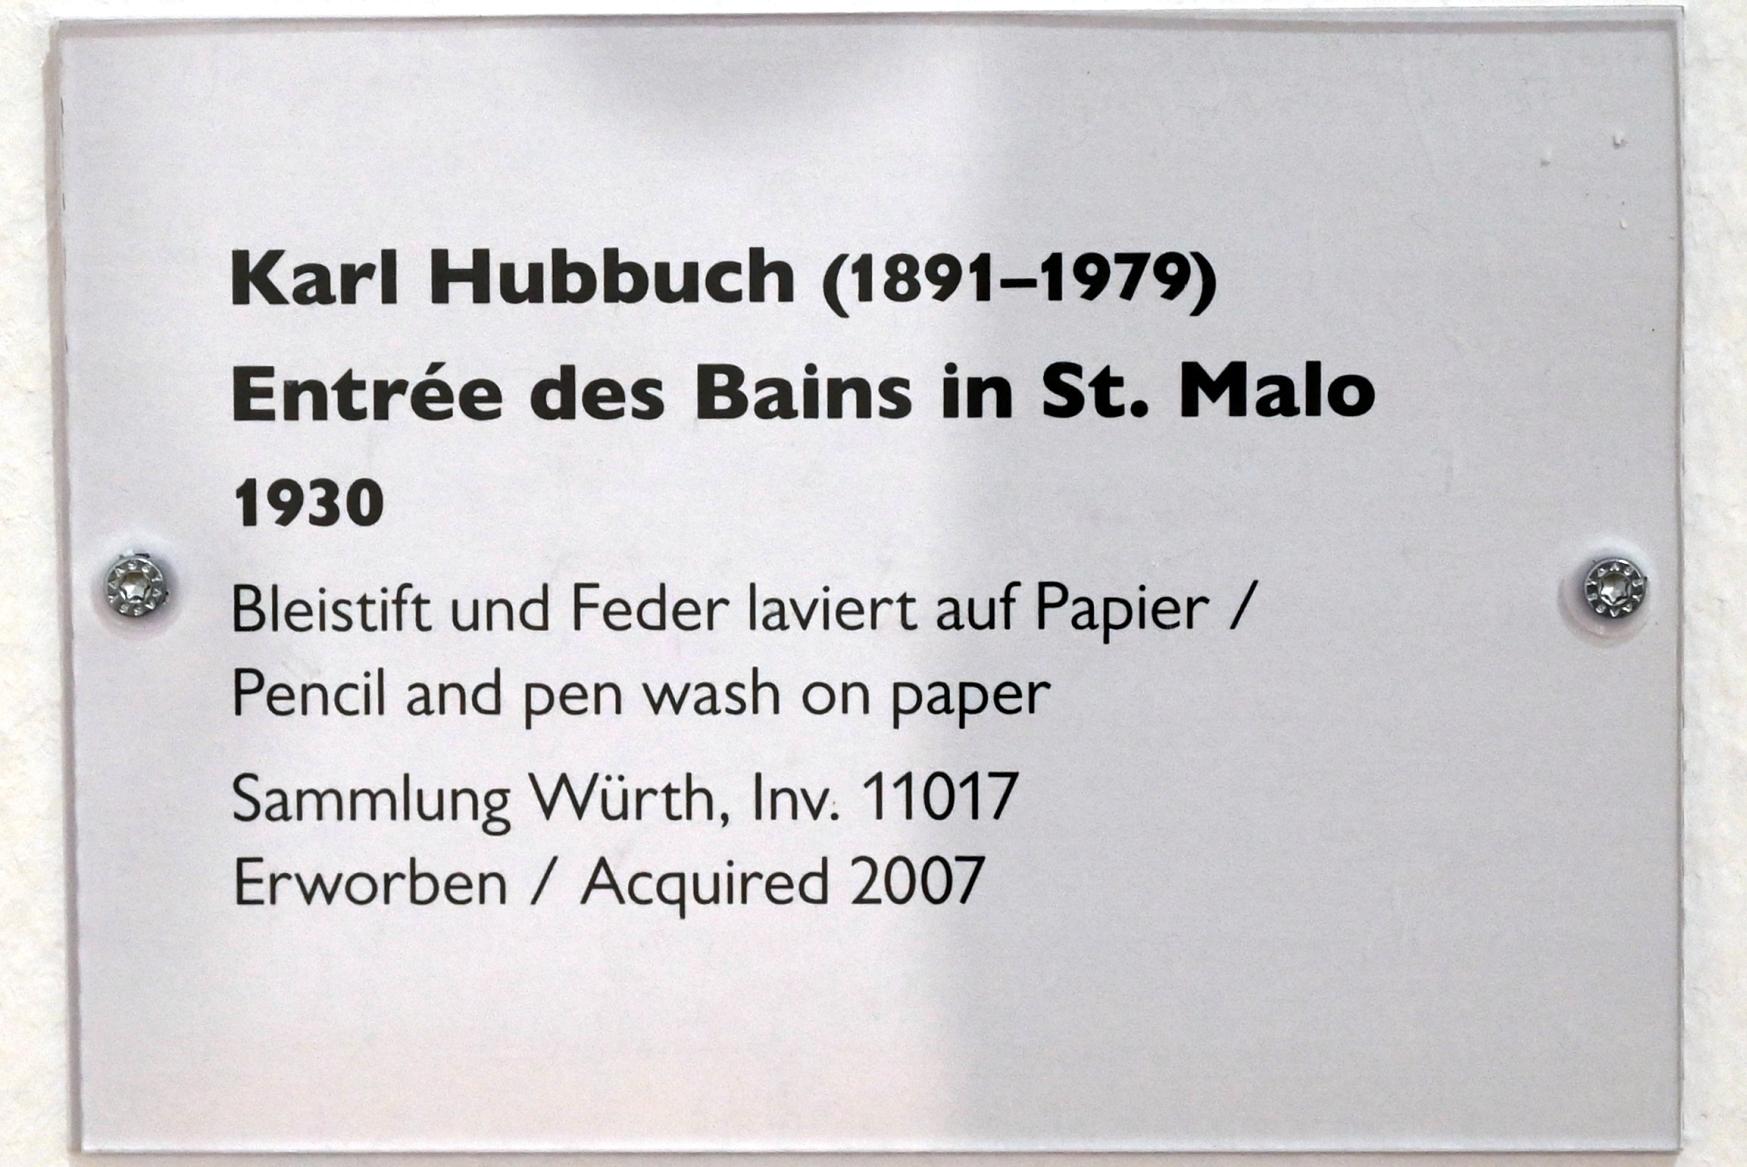 Karl Hubbuch (1891–1979)
Entrée des Bains in St. Malo
1930
Bleistift und Feder laviert auf Papier /
Pencil and pen wash on paper
Sammlung Würth, Inv. 11017
Erworben / Acquired 2007